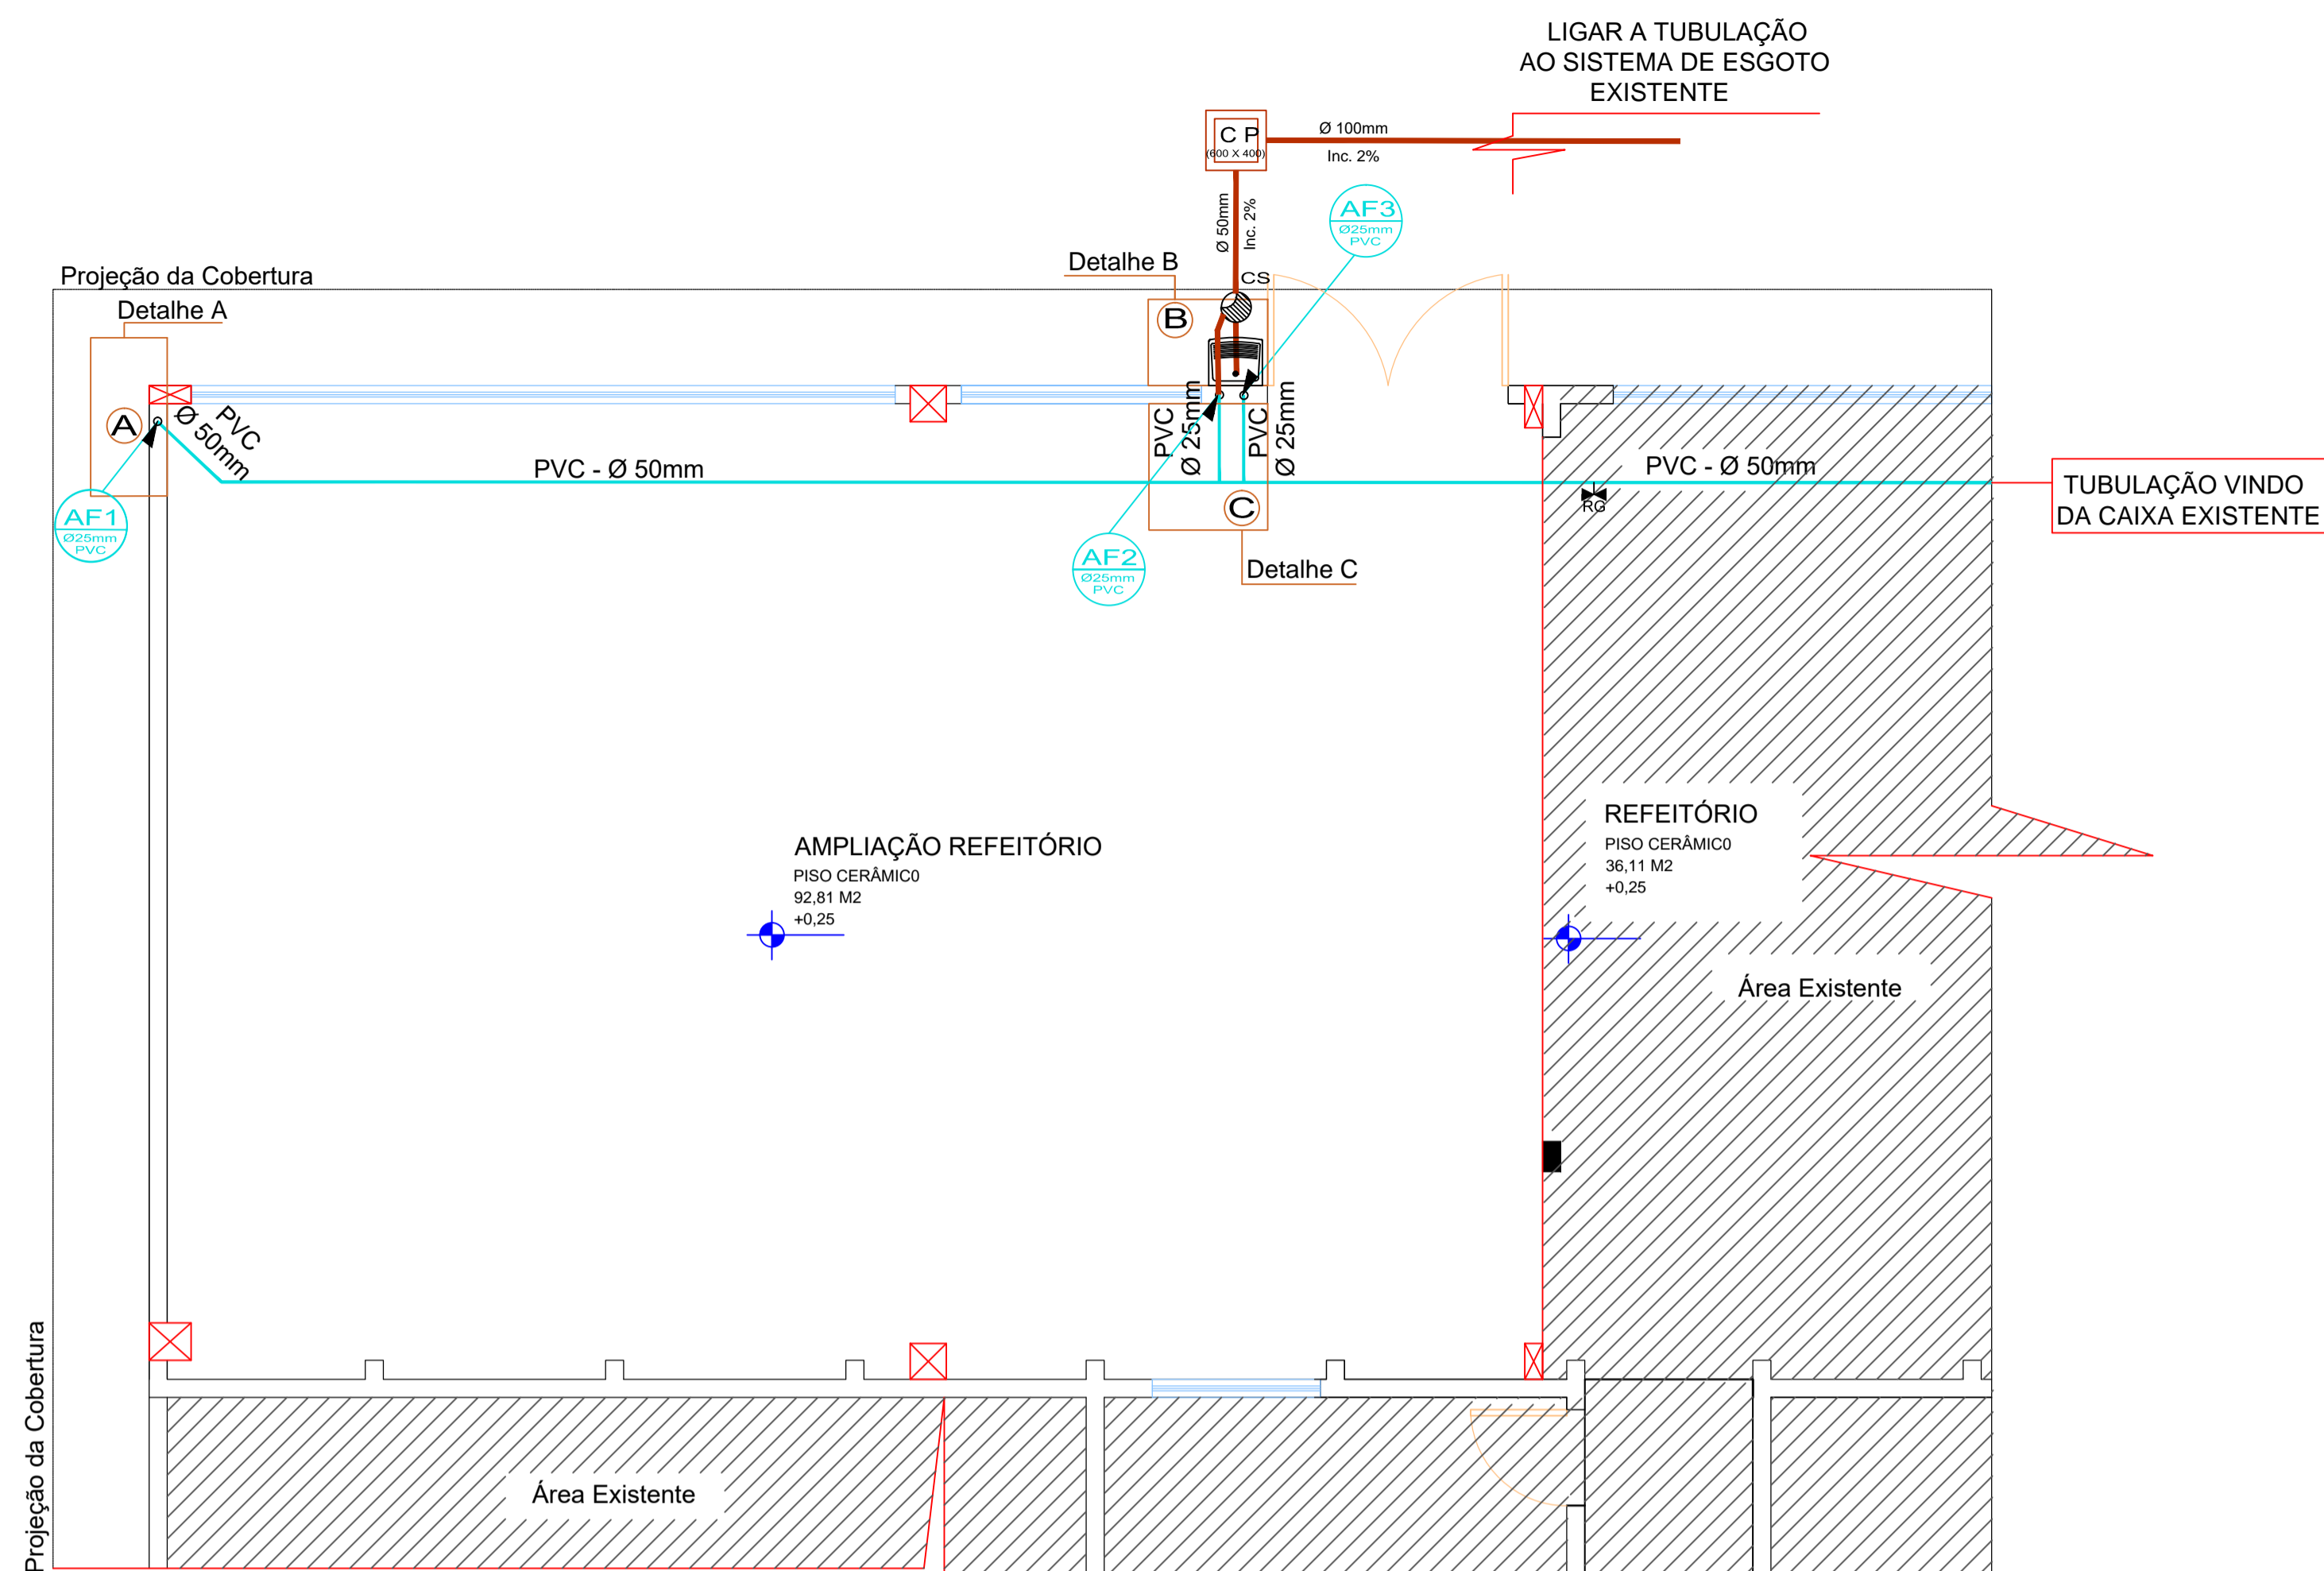 LIGAR A TUBULAÇÃO
AO SISTEMA DE ESGOTO
EXISTENTE
C P
(600 X 400)
Ø 100mm
Inc. 2%
Ø 50mm
Inc. 2%
AF3
Ø25mm
PVC
Detalhe B
CS
Projeção da Cobertura
Detalhe A
B
A
PVC
Ø 50mm
PVC - Ø 50mm
PVC
Ø 25mm
PVC
Ø 25mm
PVC - Ø 50mm
RG
TUBULAÇÃO VINDO
DA CAIXA EXISTENTE
AF1
Ø25mm
PVC
C
AF2
Ø25mm
PVC
Detalhe C
AMPLIAÇÃO REFEITÓRIO
PISO CERÂMIC0
92,81 M2
+0,25
REFEITÓRIO
PISO CERÂMIC0
36,11 M2
+0,25
Área Existente
Projeção da Cobertura
Área Existente